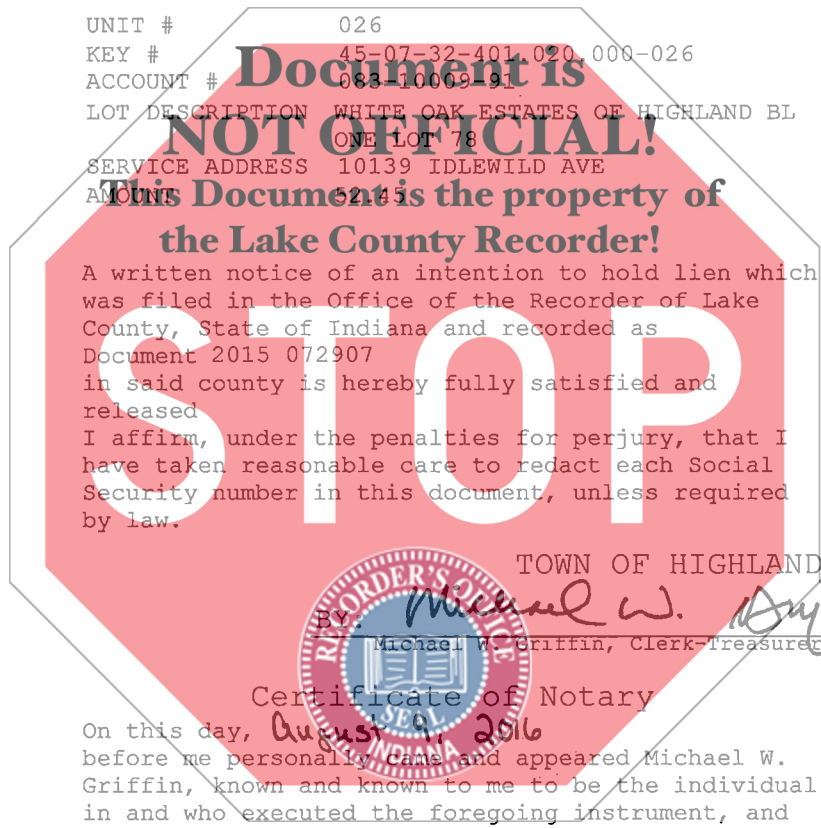 UNIT # 026
KEY # 45-07-32-401.020.000-026
ACCOUNT # 083-10009-91
LOT DESCRIPTION WHITE OAK ESTATES OF HIGHLAND BL
ONE LOT 78
SERVICE ADDRESS 10139 IDLEWILD AVE
AMOUNT 52.45
Document is
NOT OFFICIAL!
This Document is the property of
the Lake County Recorder!
A written notice of an intention to hold lien which
was filed in the Office of the Recorder of Lake
County, State of Indiana and recorded as
Document 2015 072907
in said county is hereby fully satisfied and
released
I affirm, under the penalties for perjury, that I
have taken reasonable care to redact each Social
Security number in this document, unless required
by law.
STOP
TOWN OF HIGHLAND
BY: Michael W.
Michael W. Griffin, Clerk-Treasurer
RECORDER'S OFFICE
SEAL
INDIANA
Certificate of Notary
On this day, August 9, 2016
before me personally came and appeared Michael W.
Griffin, known and known to me to be the individual
in and who executed the foregoing instrument, and